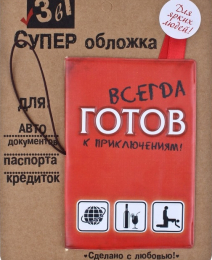 3в1
Для
ярких
людей!
СУПЕР обложка
ВСЕГДА
ГОТОВ
К ПРИКЛЮЧЕНИЯМ!
для:
АВТО
документов
паспорта
кредиток
•Сделано с любовью!•